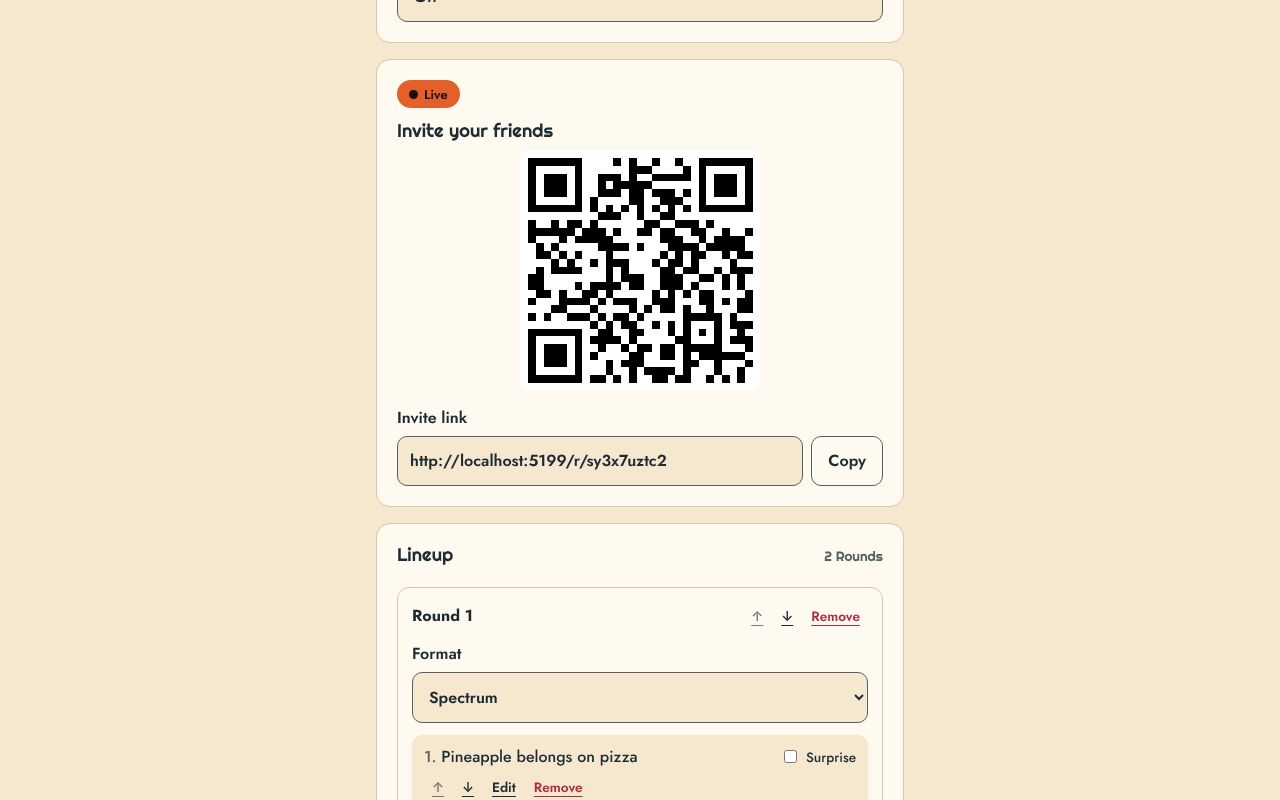 Live
Invite your friends
Invite link
http://localhost:5199/r/sy3x7uztc2
Copy
Lineup
2 Rounds
Round 1
↑ ↓ Remove
Format
Spectrum
1. Pineapple belongs on pizza
Surprise
↑ ↓ Edit Remove